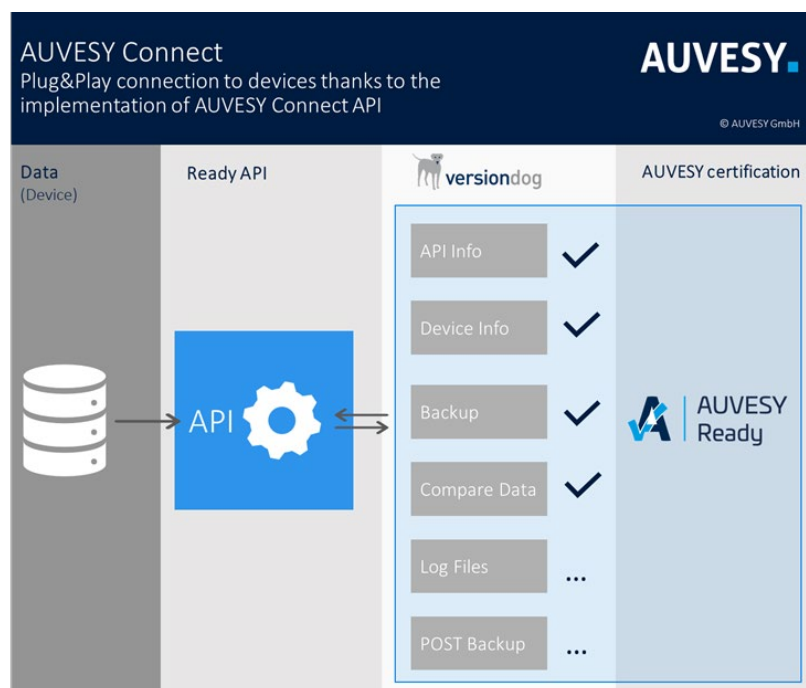 AUVESY Connect
Plug&Play connection to devices thanks to the
implementation of AUVESY Connect API
AUVESY.
© AUVESY GmbH
Data
(Device)
Ready API
versiondog
AUVESY certification
API Info
Device Info
Backup
Compare Data
Log Files
...
POST Backup
...
API
AUVESY
Ready